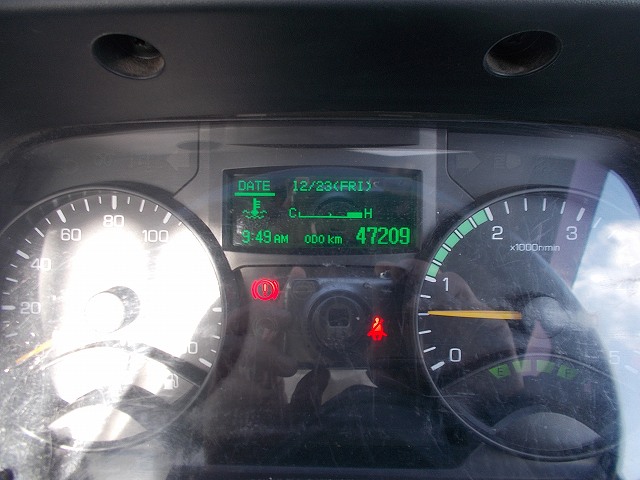 DATE 12/23(FRI)
C H
9:49 AM 000 km 47209
20 40 60 80 100
0 1 2 3
x1000r/min
E F